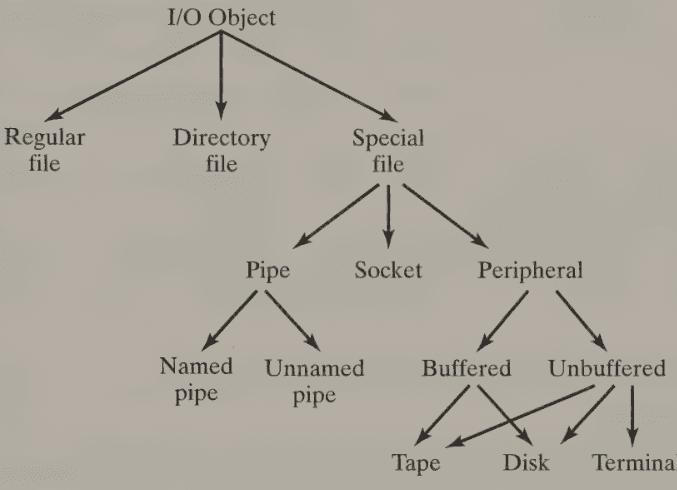 I/O Object
Regular
file
Directory
file
Special
file
Pipe
Socket
Peripheral
Named
pipe
Unnamed
pipe
Buffered
Unbuffered
Tape
Disk
Termina